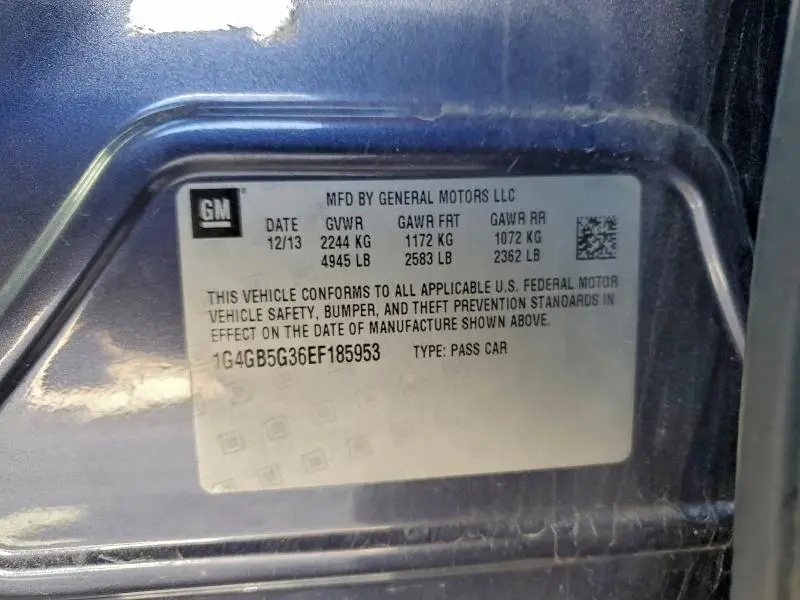 GM
MFD BY GENERAL MOTORS LLC
DATE GVWR GAWR FRT GAWR RR
12/13 2244 KG 1172 KG 1072 KG
4945 LB 2583 LB 2362 LB
THIS VEHICLE CONFORMS TO ALL APPLICABLE U.S. FEDERAL MOTOR
VEHICLE SAFETY, BUMPER, AND THEFT PREVENTION STANDARDS IN
EFFECT ON THE DATE OF MANUFACTURE SHOWN ABOVE.
1G4GB5G36EF185953 TYPE: PASS CAR